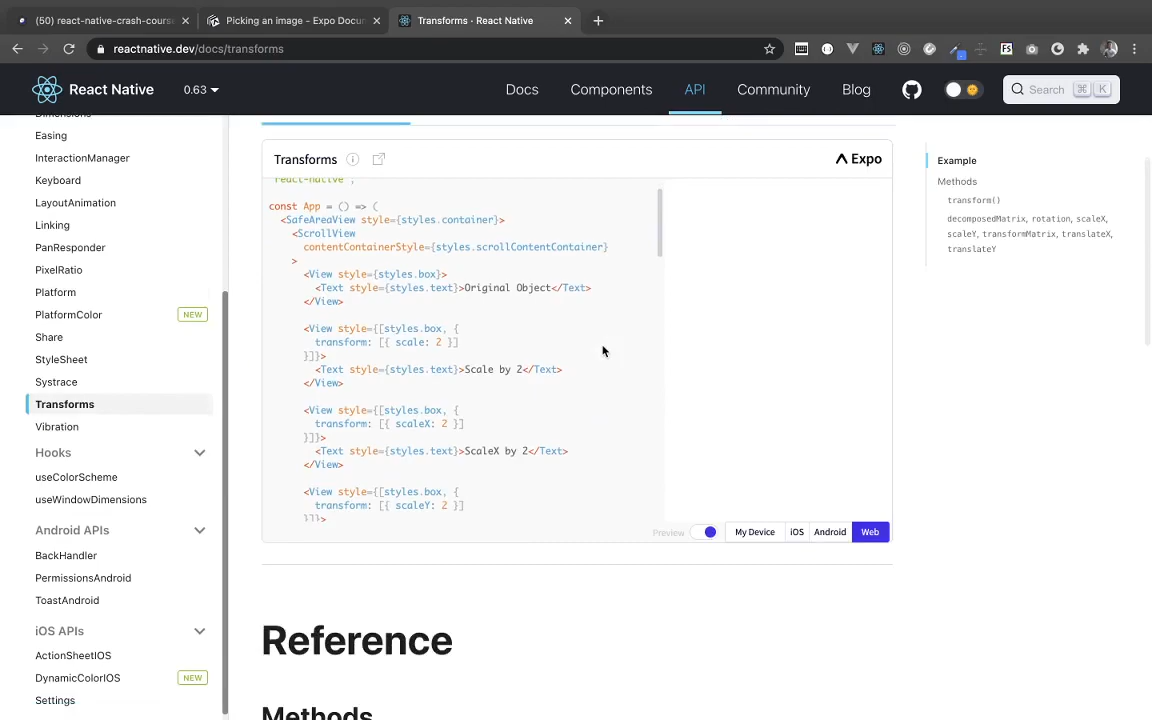 (50) react-native-crash-course
Picking an image - Expo Docum
Transforms · React Native
reactnative.dev/docs/transforms
FS
React Native
0.63
Docs
Components
API
Community
Blog
Search
⌘
K
Dimensions
Easing
InteractionManager
Keyboard
LayoutAnimation
Linking
PanResponder
PixelRatio
Platform
PlatformColor
NEW
Share
StyleSheet
Systrace
Transforms
Vibration
Hooks
useColorScheme
useWindowDimensions
Android APIs
BackHandler
PermissionsAndroid
ToastAndroid
iOS APIs
ActionSheetIOS
DynamicColorIOS
NEW
Settings
Transforms
Expo
"react-native";
const App = () => (
<SafeAreaView style={styles.container}>
<ScrollView
contentContainerStyle={styles.scrollContentContainer}
>
<View style={styles.box}>
<Text style={styles.text}>Original Object</Text>
</View>
<View style={[styles.box, {
transform: [{ scale: 2 }]
}]}>
<Text style={styles.text}>Scale by 2</Text>
</View>
<View style={[styles.box, {
transform: [{ scaleX: 2 }]
}]}>
<Text style={styles.text}>ScaleX by 2</Text>
</View>
<View style={[styles.box, {
transform: [{ scaleY: 2 }]
}]}>
Preview
My Device
iOS
Android
Web
Reference
Methods
Example
Methods
transform()
decomposedMatrix, rotation, scaleX,
scaleY, transformMatrix, translateX,
translateY